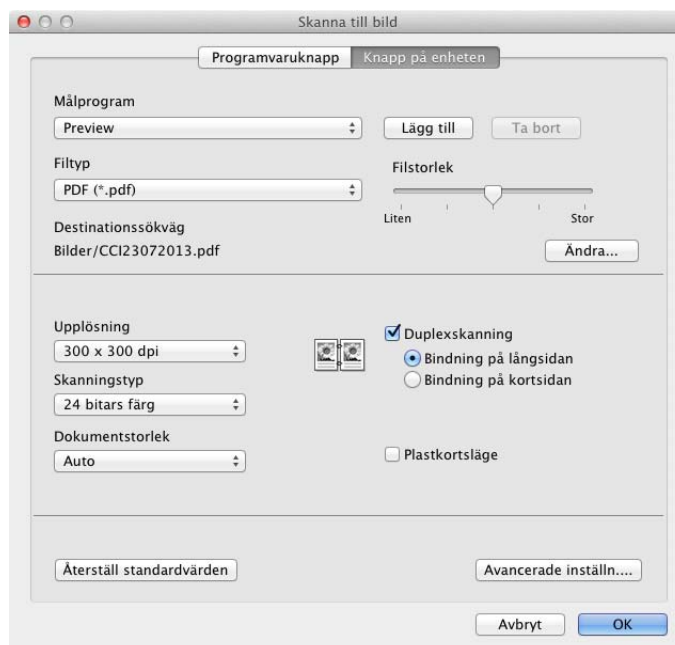 Skanna till bild
Programvaruknapp Knapp på enheten
Målprogram
Preview Lägg till Ta bort
Filtyp Filstorlek
PDF (*.pdf)
Liten Stor
Destinationssökväg
Bilder/CCI23072013.pdf Ändra...
Upplösning Duplexskanning
300 x 300 dpi Bindning på långsidan
Skanningstyp Bindning på kortsidan
24 bitars färg
Dokumentstorlek
Auto Plastkortsläge
Återställ standardvärden Avancerade inställn....
Avbryt OK